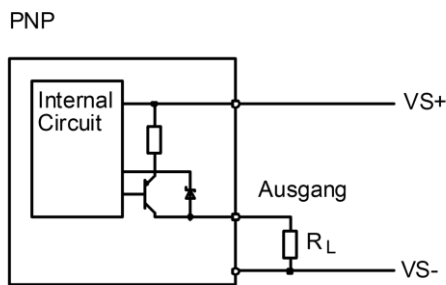 PNP
Internal
Circuit
VS+
Ausgang
RL
VS-